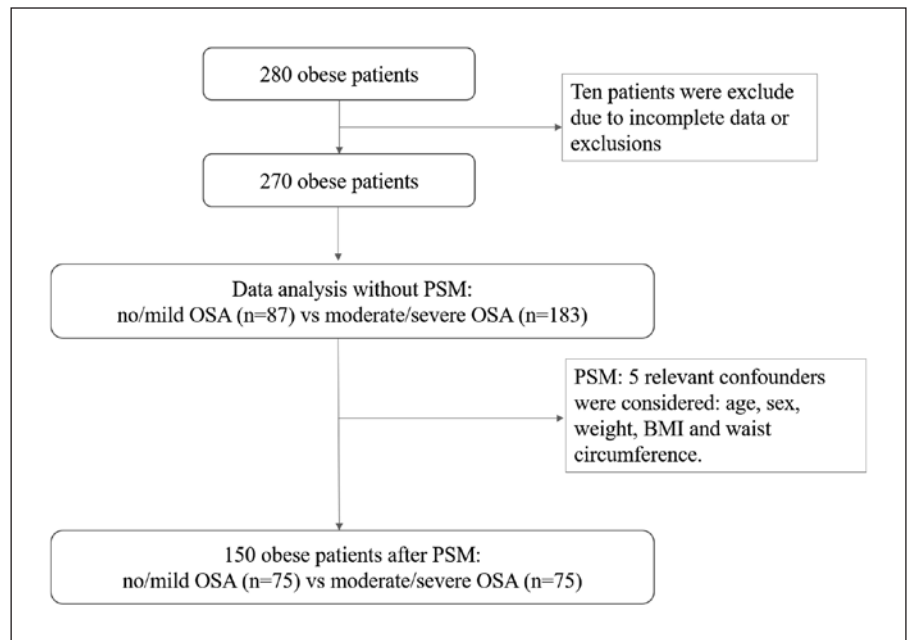 280 obese patients
Ten patients were exclude
due to incomplete data or
exclusions
270 obese patients
Data analysis without PSM:
no/mild OSA (n=87) vs moderate/severe OSA (n=183)
PSM: 5 relevant confounders
were considered: age, sex,
weight, BMI and waist
circumference.
150 obese patients after PSM:
no/mild OSA (n=75) vs moderate/severe OSA (n=75)